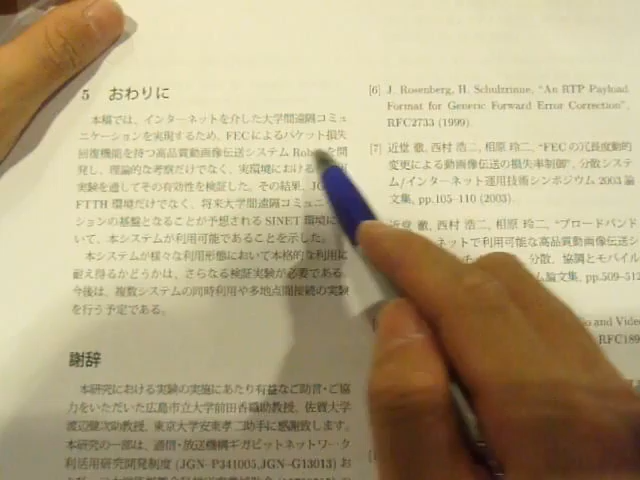 5 おわりに
本稿では、インターネットを介した大学間遠隔コミュ
ニケーションを実現するため、FECによるパケット損失
回復機能を持つ高品質動画像伝送システム を開
発し、理論的な考察だけでなく、実環境における
実験を通してその有効性を検証した。その結果、
FTTH 環境だけでなく、将来大学間遠隔コミュニ
ションの基盤となることが予想される SINET 環境に
いて、本システムが利用可能であることを示した。
本システムが様々な利用形態において本格的な利用に
耐え得るかどうかは、さらなる検証実験が必要である。
今後は、複数システムの同時利用や多地点間接続の実験
を行う予定である。
謝辞
本研究における実験の実施にあたり有益なご助言・ご協
力をいただいた広島市立大学前田香織助教授、佐賀大学
渡辺健次助教授、東京大学安東孝二助手に感謝致します。
本研究の一部は、通信・放送機構ギガビットネットワーク
利活用研究開発制度 (JGN-P341005,JGN-G13013) お
[6] J. Rosenberg, H. Schulzrinne, "An RTP Payload
Format for Generic Forward Error Correction",
RFC2733 (1999).
[7] 近堂 徹, 西村 浩二, 相原 玲二, "FECの冗長度動的
変更による動画像伝送の損失率制御", 分散システ
ム/インターネット運用技術シンポジウム 2003 論
文集, pp.105–110 (2003).
近堂 徹, 西村 浩二, 相原 玲二, "ブロードバンド
ネットで利用可能な高品質動画像伝シ
分散、協調とモバイル
ム論文集, pp.509–512
and Video
RFC189